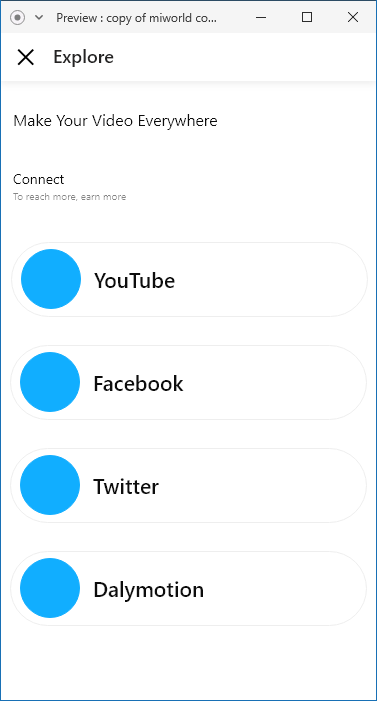 Preview : copy of miworld co...
Explore
Make Your Video Everywhere
Connect
To reach more, earn more
YouTube
Facebook
Twitter
Dalymotion